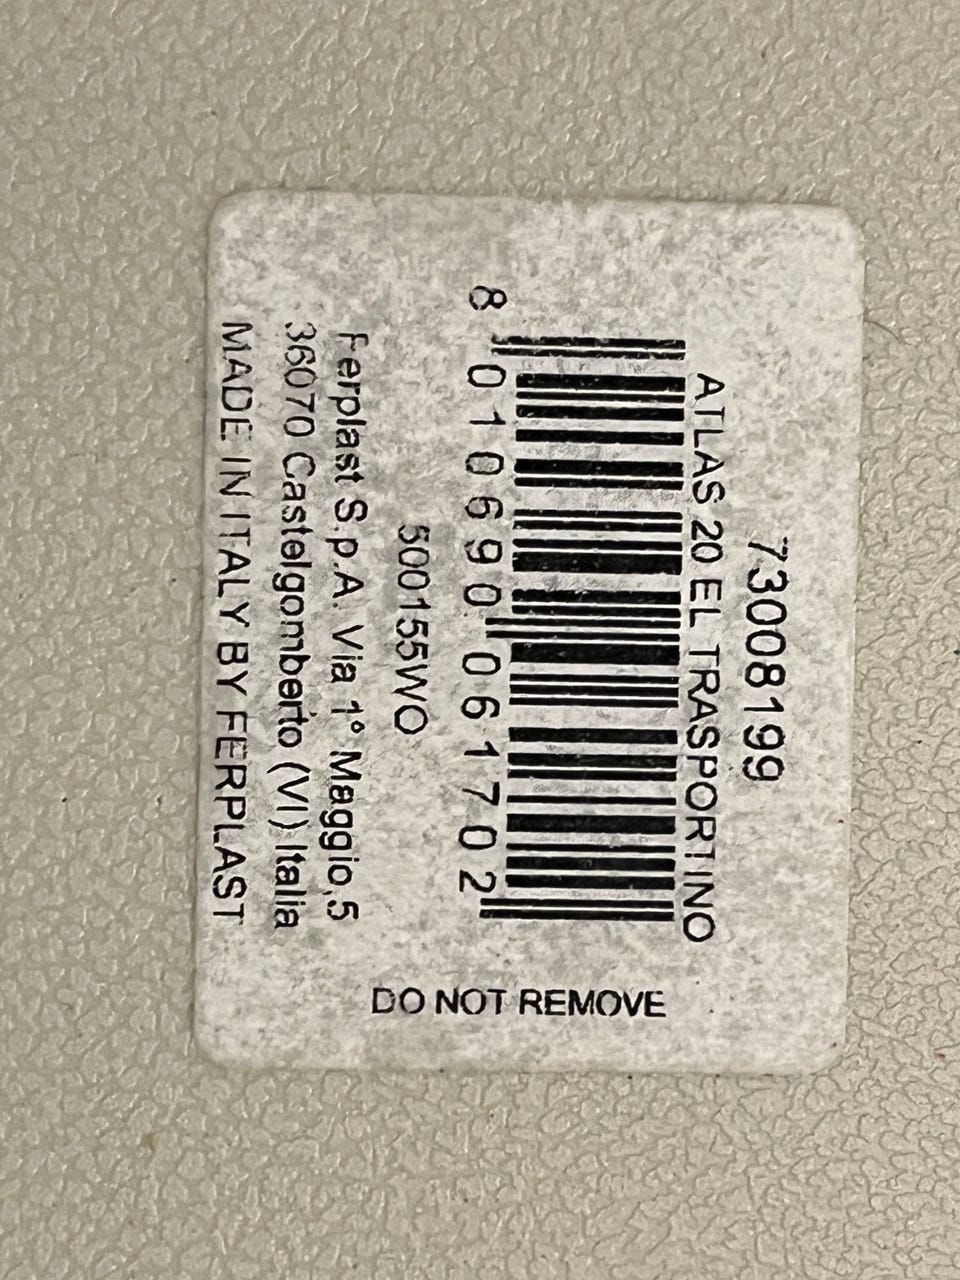 73008199
ATLAS 20 EL TRASPORTINO
8 010690 061702
500155WO
Ferplast S.p.A. Via 1° Maggio,5
36070 Castelgomberto (VI) Italia
MADE IN ITALY BY FERPLAST
DO NOT REMOVE